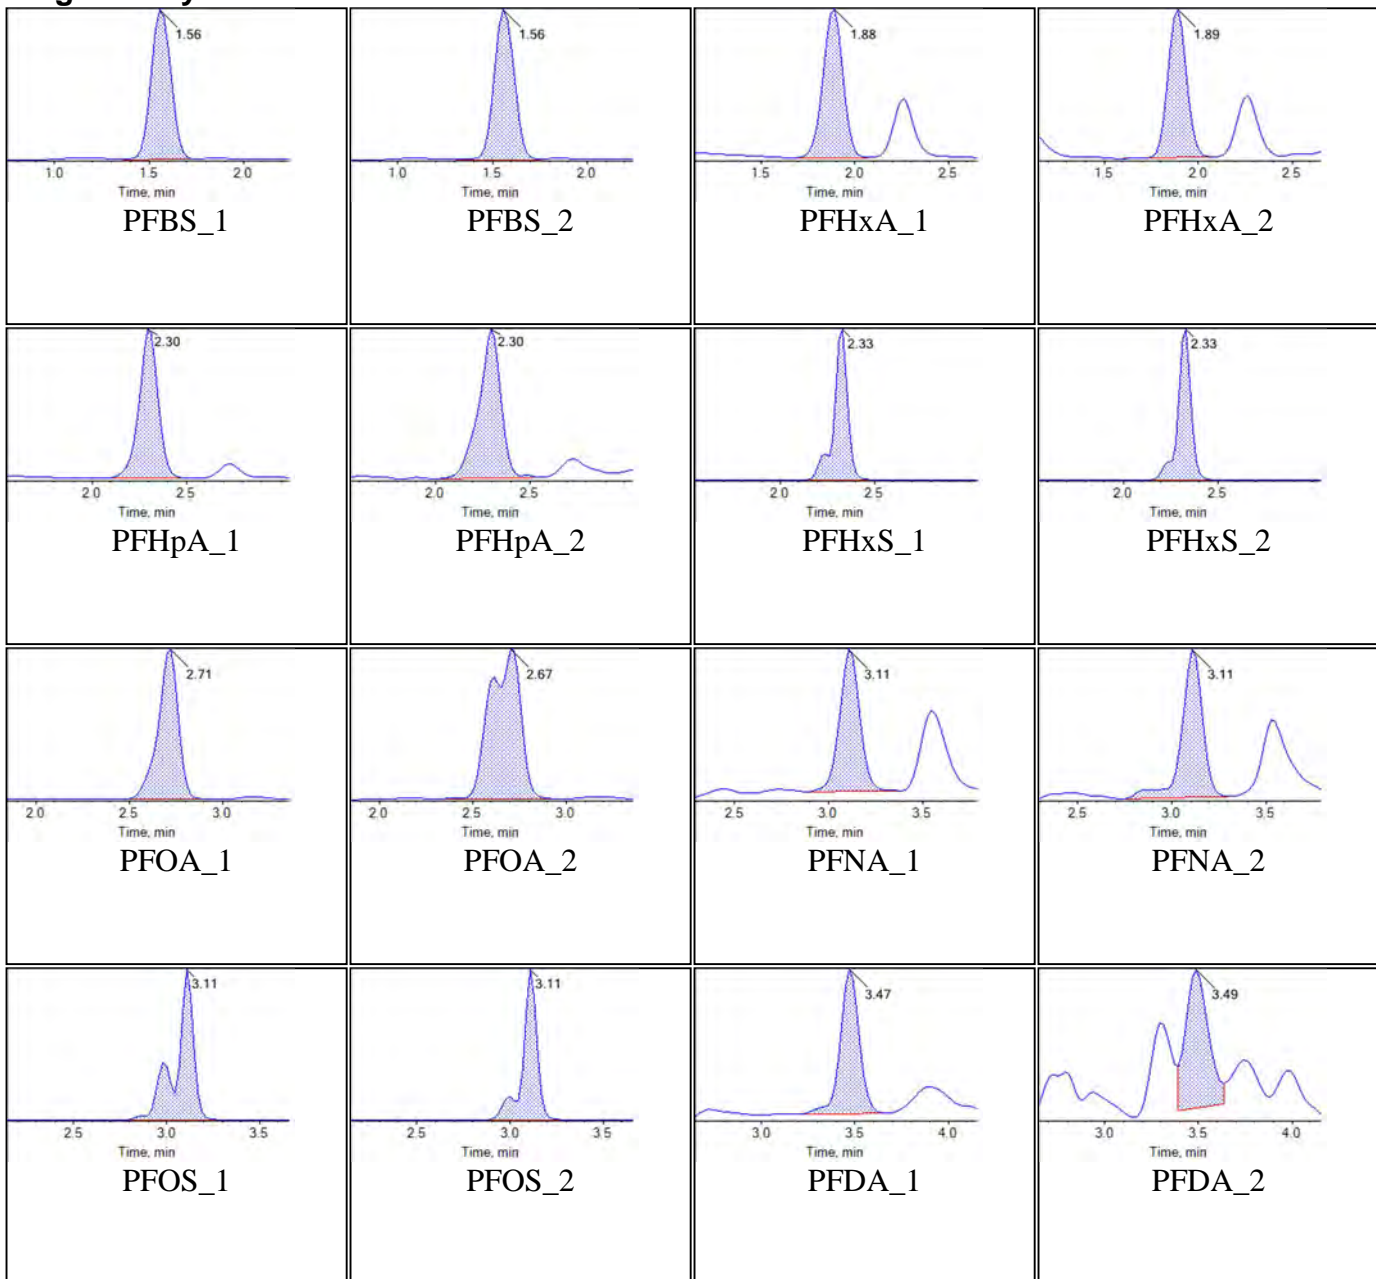 1.56 1.56 1.88 1.89
1.0 1.5 2.0 1.0 1.5 2.0 1.5 2.0 2.5 1.5 2.0 2.5
Time, min Time, min Time, min Time, min
PFBS_1 PFBS_2 PFHxA_1 PFHxA_2
2.30 2.30 2.33 2.33
2.0 2.5 2.0 2.5 2.0 2.5 2.0 2.5
Time, min Time, min Time, min Time, min
PFHpA_1 PFHpA_2 PFHxS_1 PFHxS_2
2.71 2.67 3.11 3.11
2.0 2.5 3.0 2.0 2.5 3.0 2.5 3.0 3.5 2.5 3.0 3.5
Time, min Time, min Time, min Time, min
PFOA_1 PFOA_2 PFNA_1 PFNA_2
3.11 3.11 3.47 3.49
2.5 3.0 3.5 2.5 3.0 3.5 3.0 3.5 4.0 3.0 3.5 4.0
Time, min Time, min Time, min Time, min
PFOS_1 PFOS_2 PFDA_1 PFDA_2